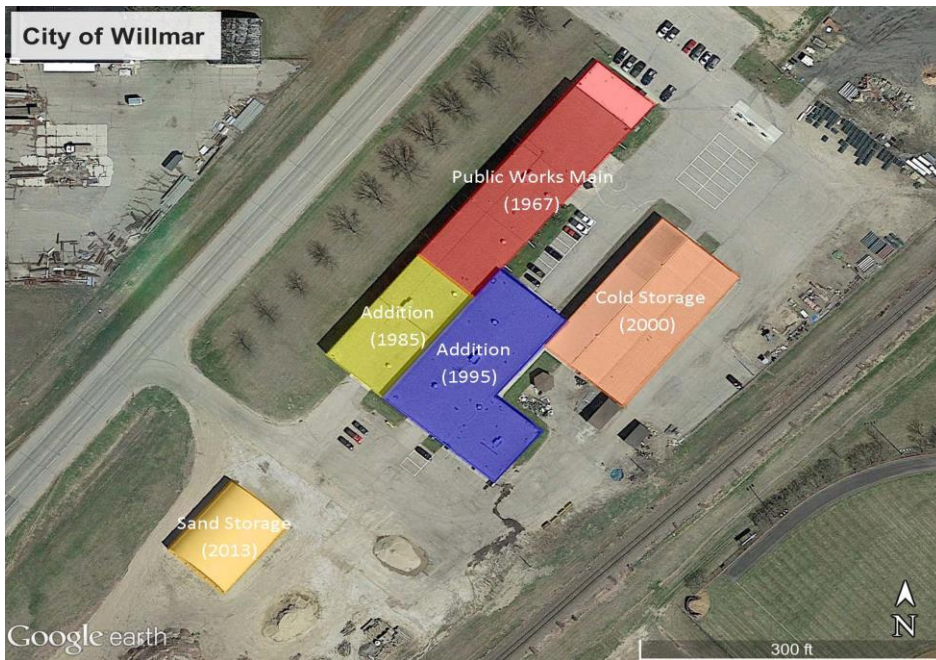 City of Willmar
Public Works Main
(1967)
Cold Storage
(2000)
Addition
(1985)
Addition
(1995)
Sand Storage
(2013)
Google earth
N
300 ft